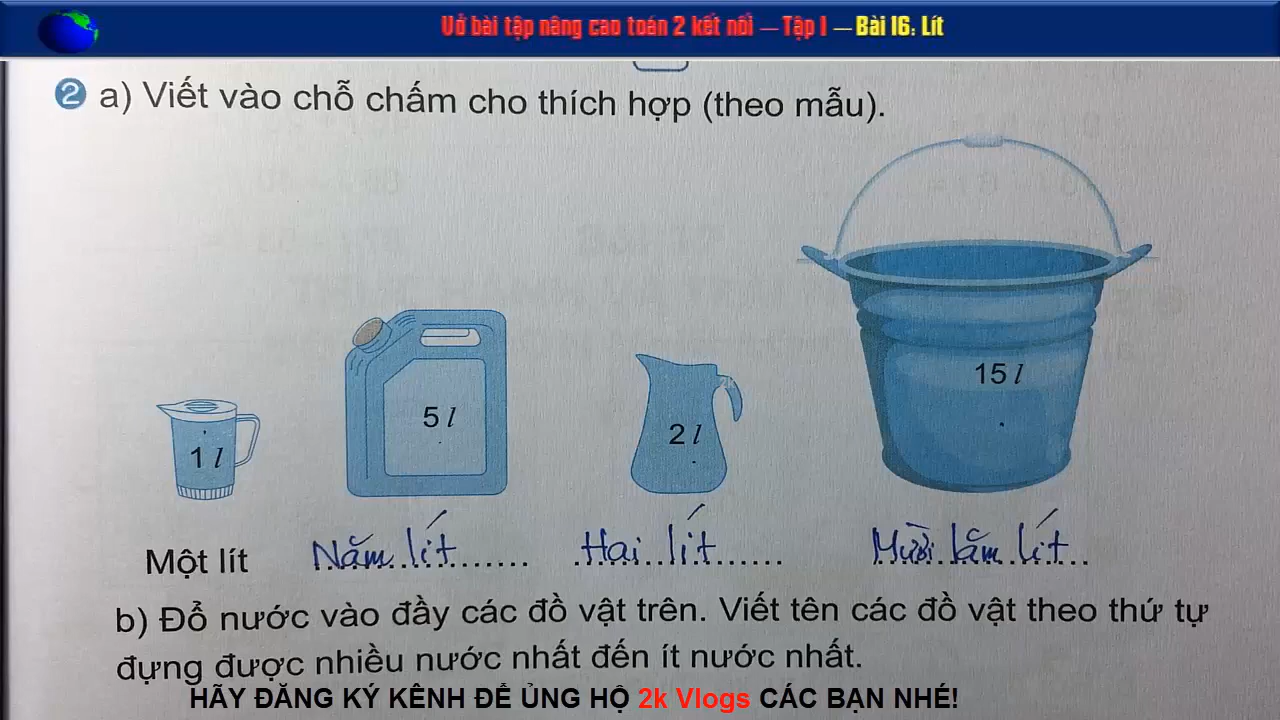 Vở bài tập nâng cao toán 2 kết nối – Tập 1 – Bài 16: Lít
2 a) Viết vào chỗ chấm cho thích hợp (theo mẫu).
1 l
5 l
2 l
15 l
Một lít
Năm lít
Hai lít
Mười lăm lít
b) Đổ nước vào đầy các đồ vật trên. Viết tên các đồ vật theo thứ tự
đựng được nhiều nước nhất đến ít nước nhất.
HÃY ĐĂNG KÝ KÊNH ĐỂ ỦNG HỘ 2k Vlogs CÁC BẠN NHÉ!